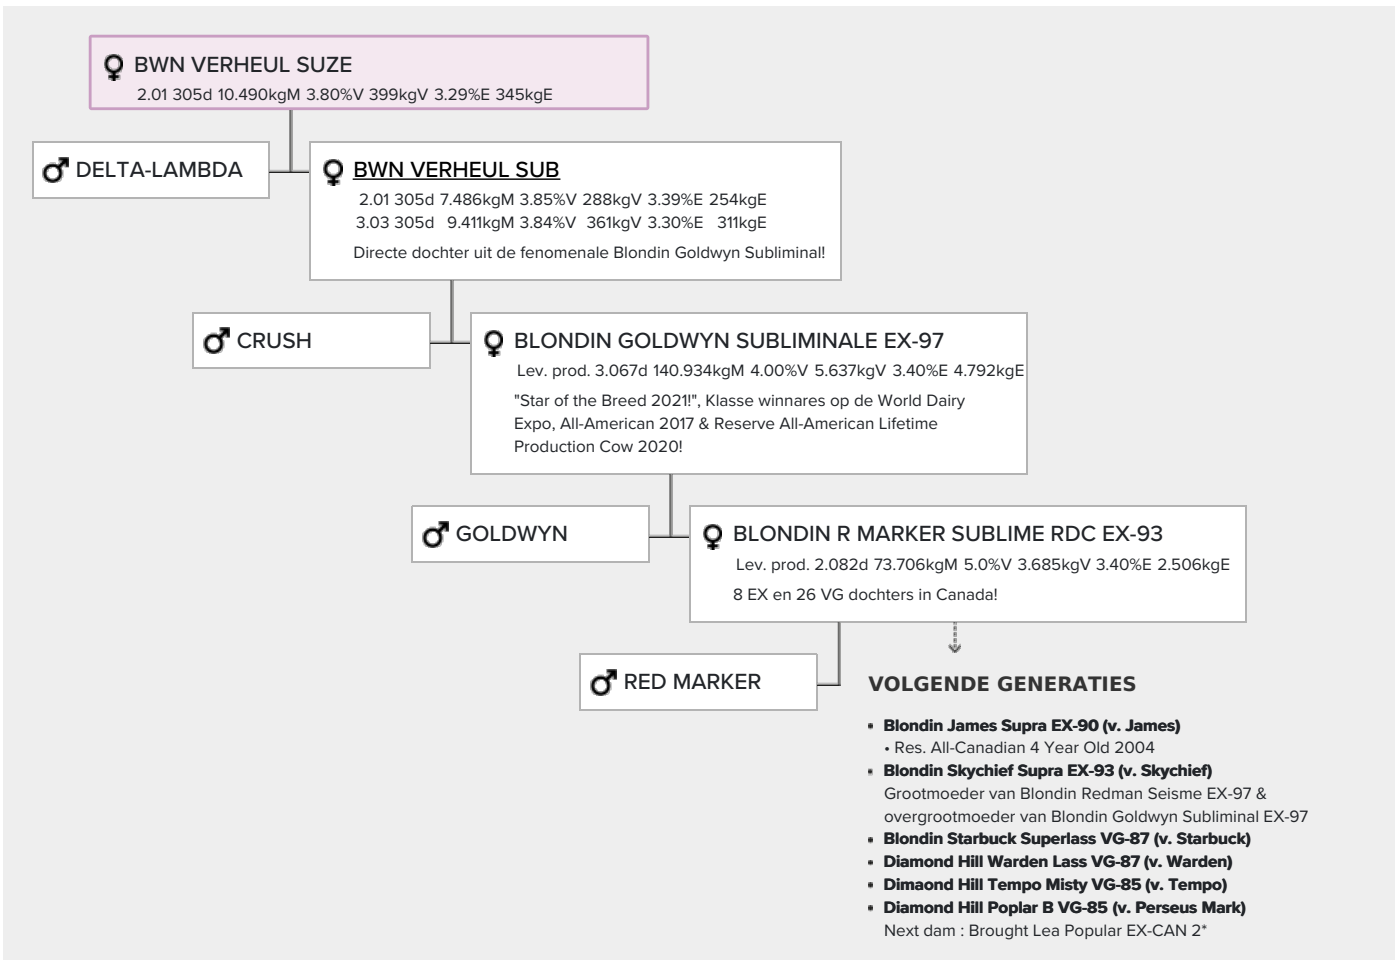 BWN VERHEUL SUZE
2.01 305d 10.490kgM 3.80%V 399kgV 3.29%E 345kgE
DELTA-LAMBDA
BWN VERHEUL SUB
2.01 305d 7.486kgM 3.85%V 288kgV 3.39%E 254kgE
3.03 305d 9.411kgM 3.84%V 361kgV 3.30%E 311kgE
Directe dochter uit de fenomenale Blondin Goldwyn Subliminal!
CRUSH
BLONDIN GOLDWYN SUBLIMINALE EX-97
Lev. prod. 3.067d 140.934kgM 4.00%V 5.637kgV 3.40%E 4.792kgE
"Star of the Breed 2021!", Klasse winnares op de World Dairy
Expo, All-American 2017 & Reserve All-American Lifetime
Production Cow 2020!
GOLDWYN
BLONDIN R MARKER SUBLIME RDC EX-93
Lev. prod. 2.082d 73.706kgM 5.0%V 3.685kgV 3.40%E 2.506kgE
8 EX en 26 VG dochters in Canada!
RED MARKER
VOLGENDE GENERATIES
• Blondin James Supra EX-90 (v. James)
• Res. All-Canadian 4 Year Old 2004
• Blondin Skychief Supra EX-93 (v. Skychief)
Grootmoeder van Blondin Redman Seisme EX-97 &
overgrootmoeder van Blondin Goldwyn Subliminal EX-97
• Blondin Starbuck Superlass VG-87 (v. Starbuck)
• Diamond Hill Warden Lass VG-87 (v. Warden)
• Dimaond Hill Tempo Misty VG-85 (v. Tempo)
• Diamond Hill Poplar B VG-85 (v. Perseus Mark)
Next dam : Brought Lea Popular EX-CAN 2*